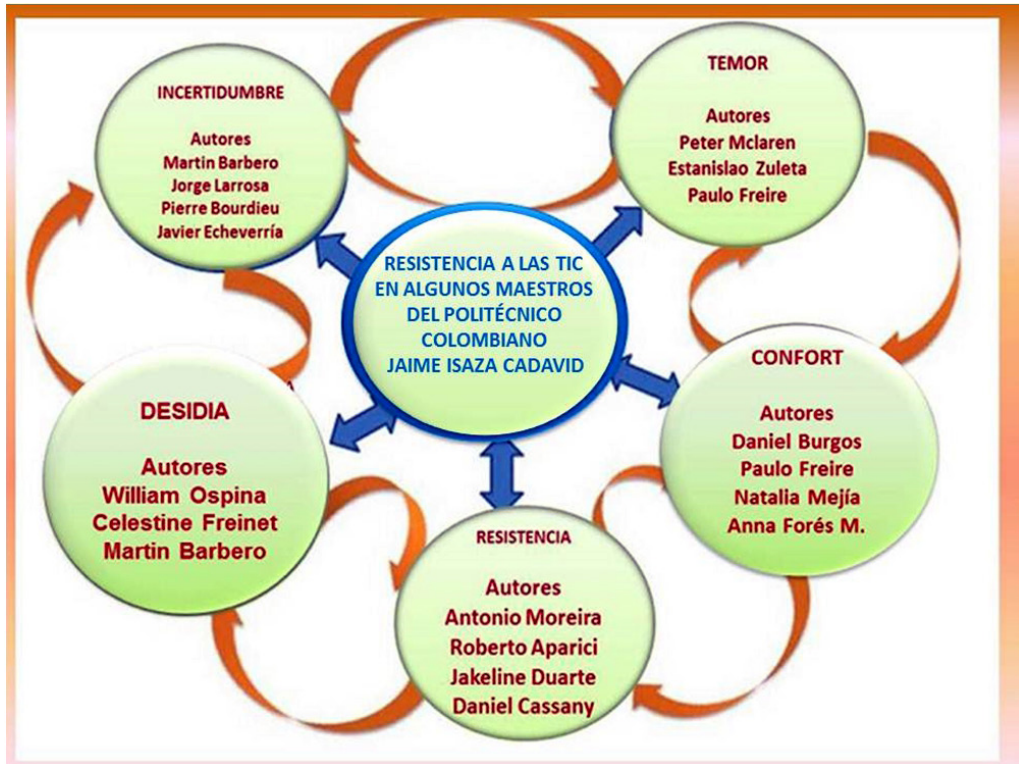 INCERTIDUMBRE
Autores
Martin Barbero
Jorge Larrosa
Pierre Bourdieu
Javier Echeverría
TEMOR
Autores
Peter Mclaren
Estanislao Zuleta
Paulo Freire
RESISTENCIA A LAS TIC
EN ALGUNOS MAESTROS
DEL POLITÉCNICO
COLOMBIANO
JAIME ISAZA CADAVID
CONFORT
Autores
Daniel Burgos
Paulo Freire
Natalia Mejía
Anna Forés M.
DESIDIA
Autores
William Ospina
Celestine Freinet
Martin Barbero
RESISTENCIA
Autores
Antonio Moreira
Roberto Aparici
Jakeline Duarte
Daniel Cassany